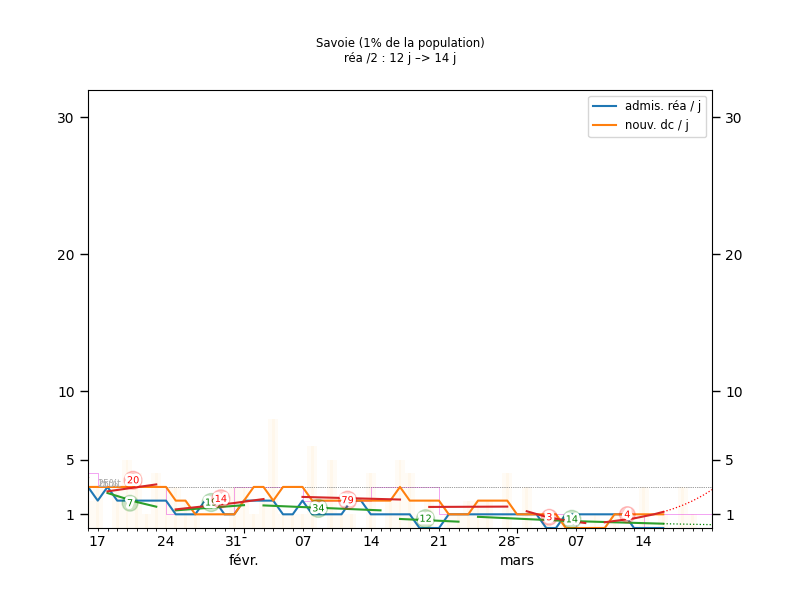 Savoie (1% de la population)
réa /2 : 12 j –> 14 j
admis. réa / j
nouv. dc / j
30 30
20 20
10 10
5 5
1 1
20
7
14
34
79
12
3
14
4
17 24 31 07 14 21 28 07 14
févr. mars